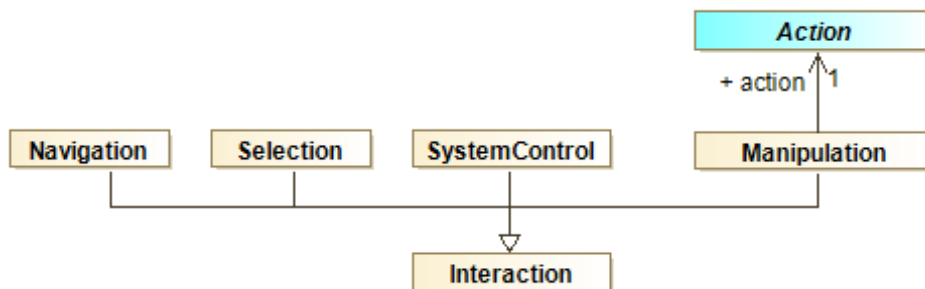 Action
+ action 1
Navigation
Selection
SystemControl
Manipulation
Interaction